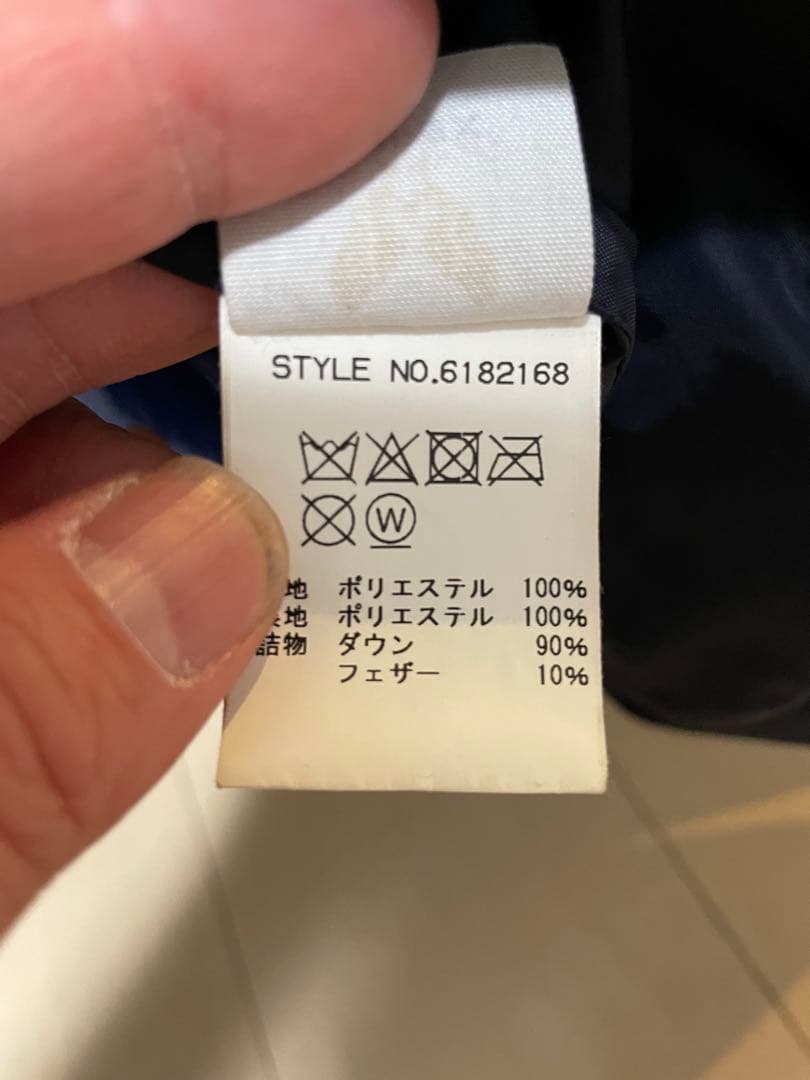 STYLE NO.6182168
W
地 ポリエステル 100%
地 ポリエステル 100%
詰物 ダウン 90%
フェザー 10%